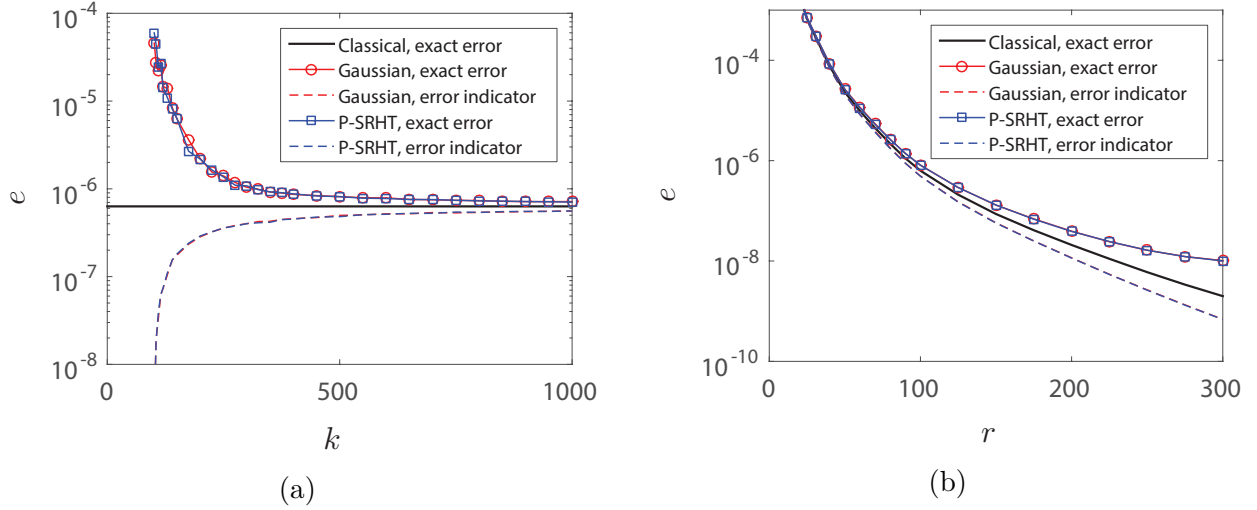 10^-4
10^-5
10^-6
10^-7
10^-8
e
Classical, exact error
Gaussian, exact error
Gaussian, error indicator
P-SRHT, exact error
P-SRHT, error indicator
0
500
1000
k
(a)
10^-4
10^-6
10^-8
10^-10
e
Classical, exact error
Gaussian, exact error
Gaussian, error indicator
P-SRHT, exact error
P-SRHT, error indicator
0
100
200
300
r
(b)